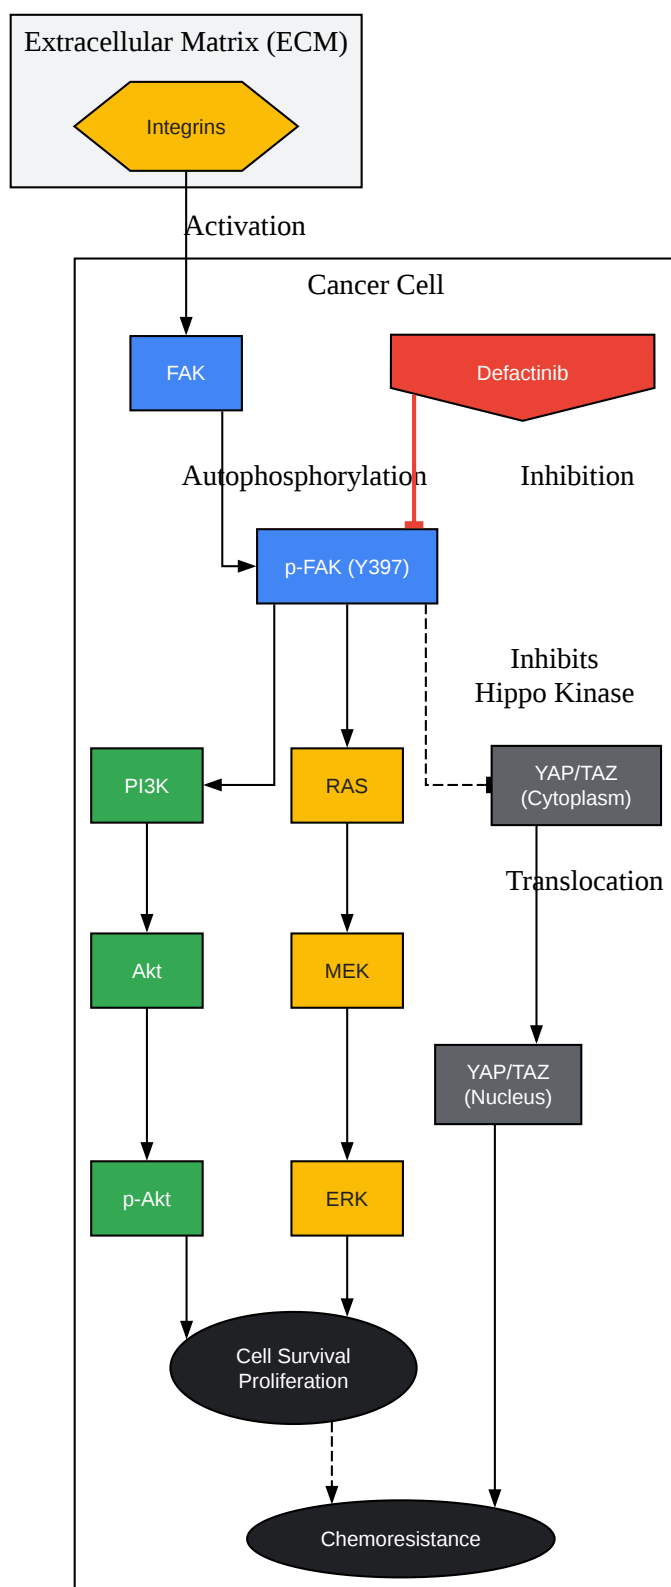 Extracellular Matrix (ECM)
Integrins
Activation
Cancer Cell
FAK
Defactinib
Autophosphorylation
Inhibition
p-FAK (Y397)
Inhibits
Hippo Kinase
PI3K
RAS
YAP/TAZ
(Cytoplasm)
Translocation
Akt
MEK
YAP/TAZ
(Nucleus)
p-Akt
ERK
Cell Survival
Proliferation
Chemoresistance